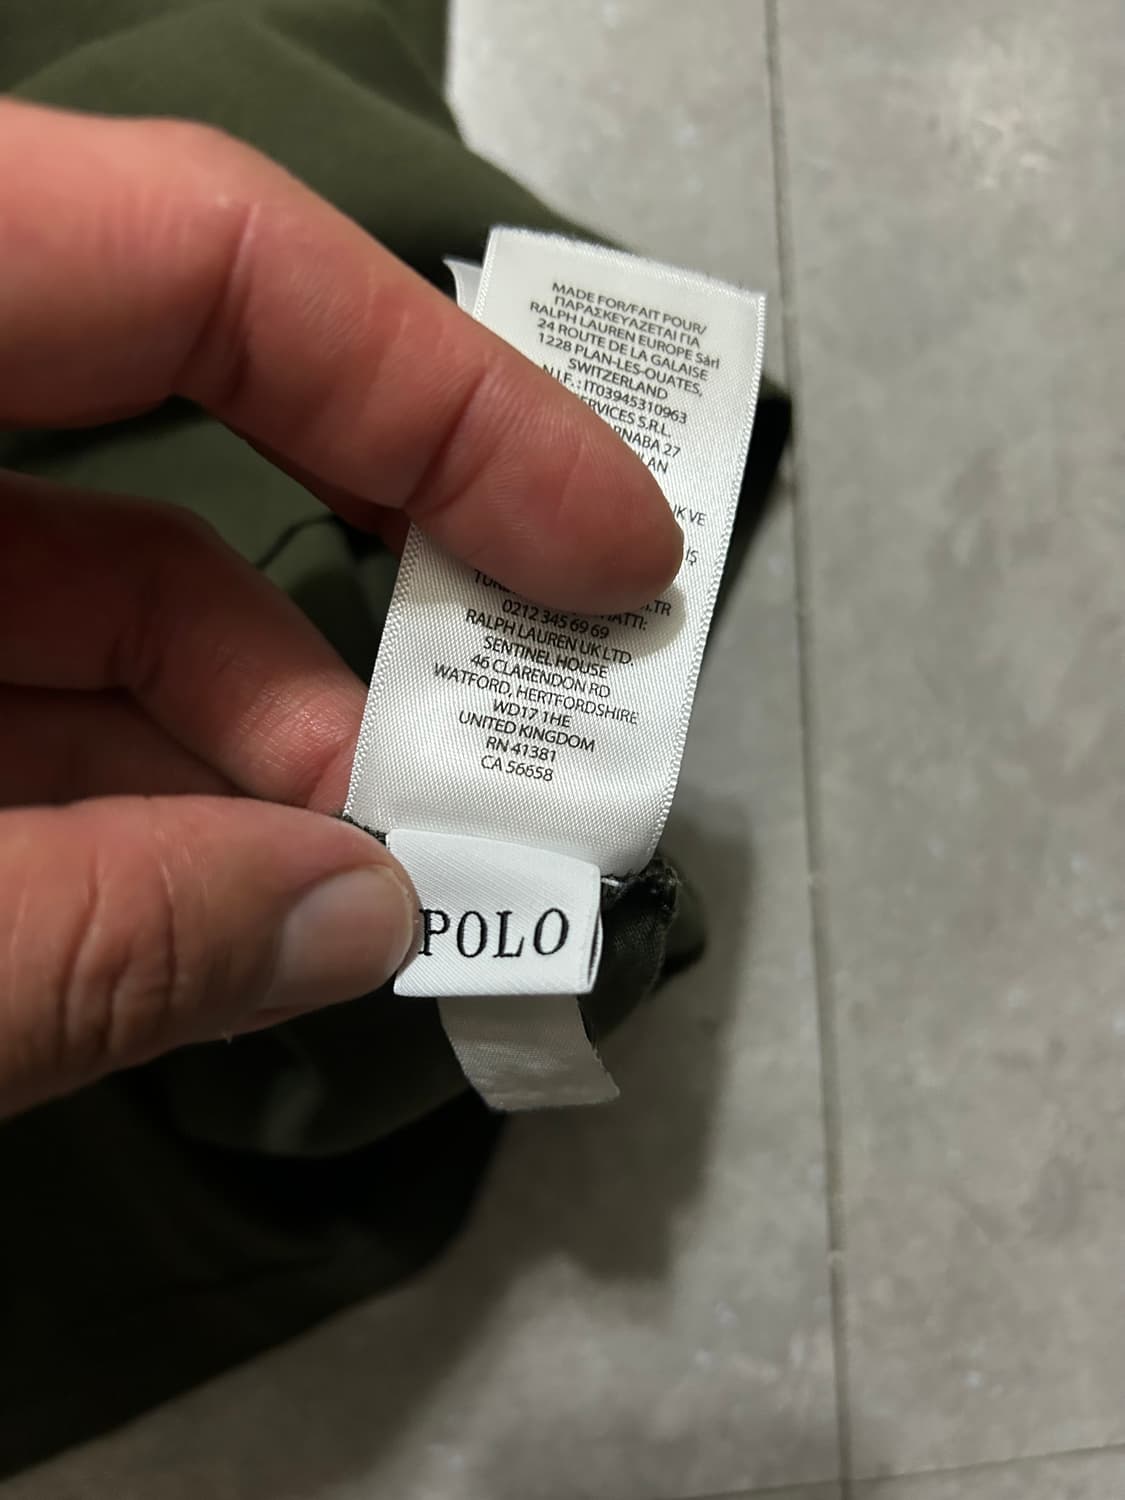 MADE FOR/FAIT POUR/
ΠΑΡΑΣΚΕΥΑΖΕΤΑΙ ΓΙΑ
RALPH LAUREN EUROPE Sàrl
24 ROUTE DE LA GALAISE
1228 PLAN-LES-OUATES,
SWITZERLAND
N.I.F.: IT03945310963
S.R.L.
27
VE
0212 345 69 69
RALPH LAUREN UK LTD.
SENTINEL HOUSE
46 CLARENDON RD
WATFORD, HERTFORDSHIRE
WD17 1HE
UNITED KINGDOM
RN 41381
CA 56658
POLO